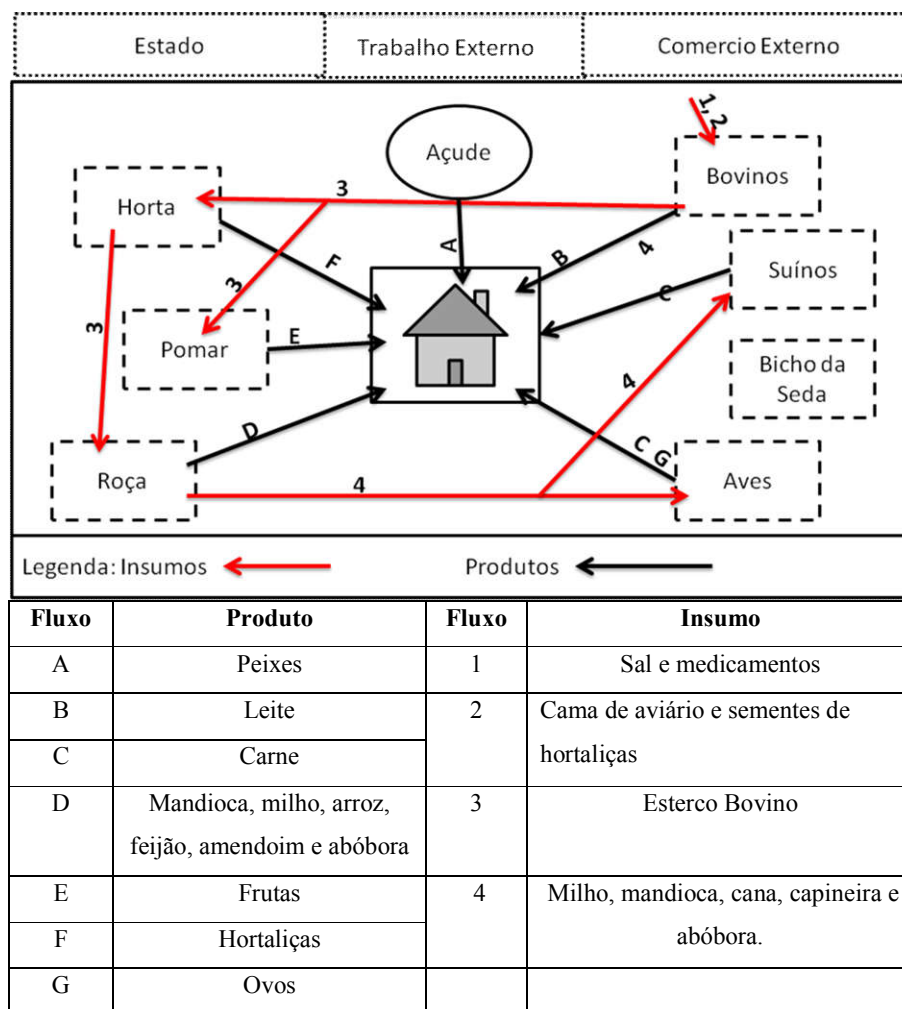 Estado Trabalho Externo Comercio Externo
1, 2
Açude
Bovinos
3
Horta
A
B
4
F
Suínos
3
C
3
E
Pomar
4
Bicho da
Seda
D
C G
Roça
4
Aves
Legenda: Insumos Produtos
Fluxo Produto Fluxo Insumo
A Peixes 1 Sal e medicamentos
B Leite 2 Cama de aviário e sementes de
C Carne hortaliças
D Mandioca, milho, arroz, 3 Esterco Bovino
feijão, amendoim e abóbora
E Frutas 4 Milho, mandioca, cana, capineira e
F Hortaliças abóbora.
G Ovos